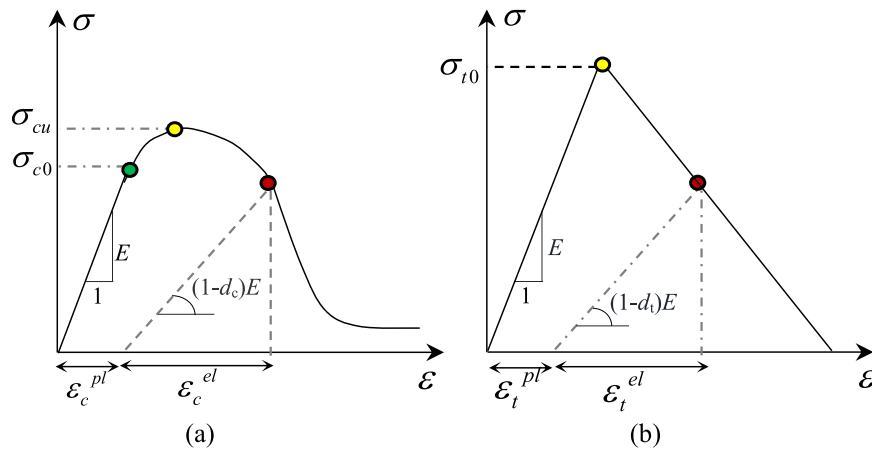 σ
σcu
σc0
E
1
(1-dc)E
εc^pl
εc^el
ε
(a)
σ
σt0
E
1
(1-dt)E
εt^pl
εt^el
ε
(b)